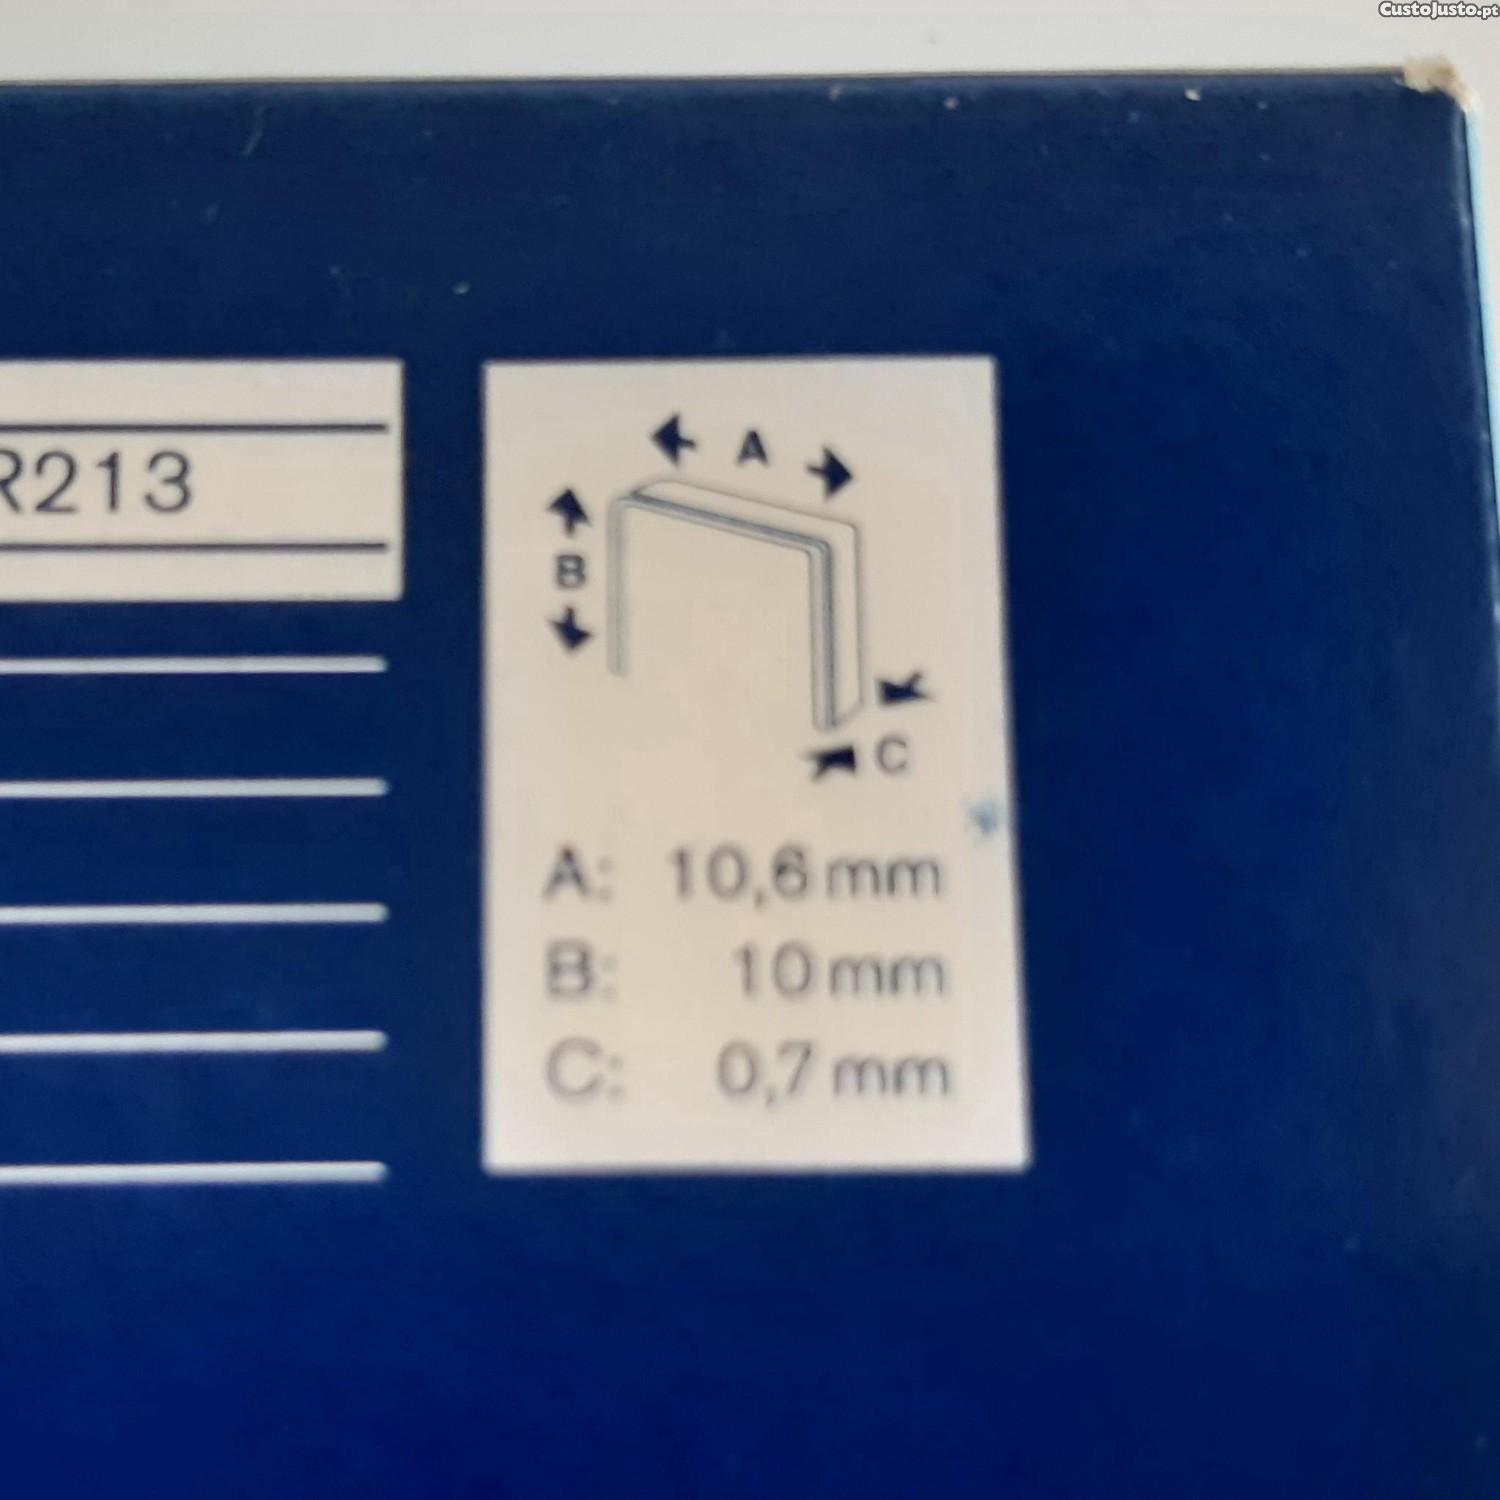 CustoJusto.pt
R213
A
B
C
A: 10,6 mm
B: 10 mm
C: 0,7 mm